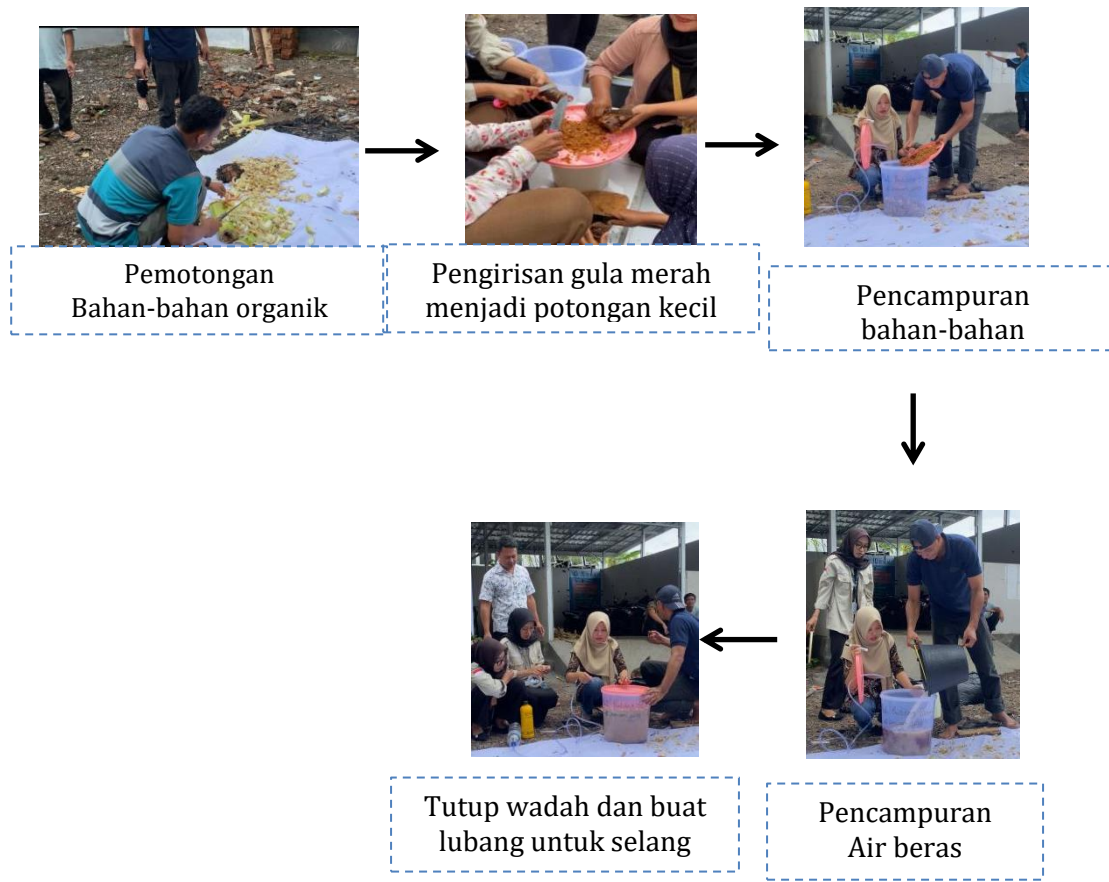 Pemotongan
Bahan-bahan organik
Pengirisan gula merah
menjadi potongan kecil
Pencampuran
bahan-bahan
Pencampuran
Air beras
Tutup wadah dan buat
lubang untuk selang